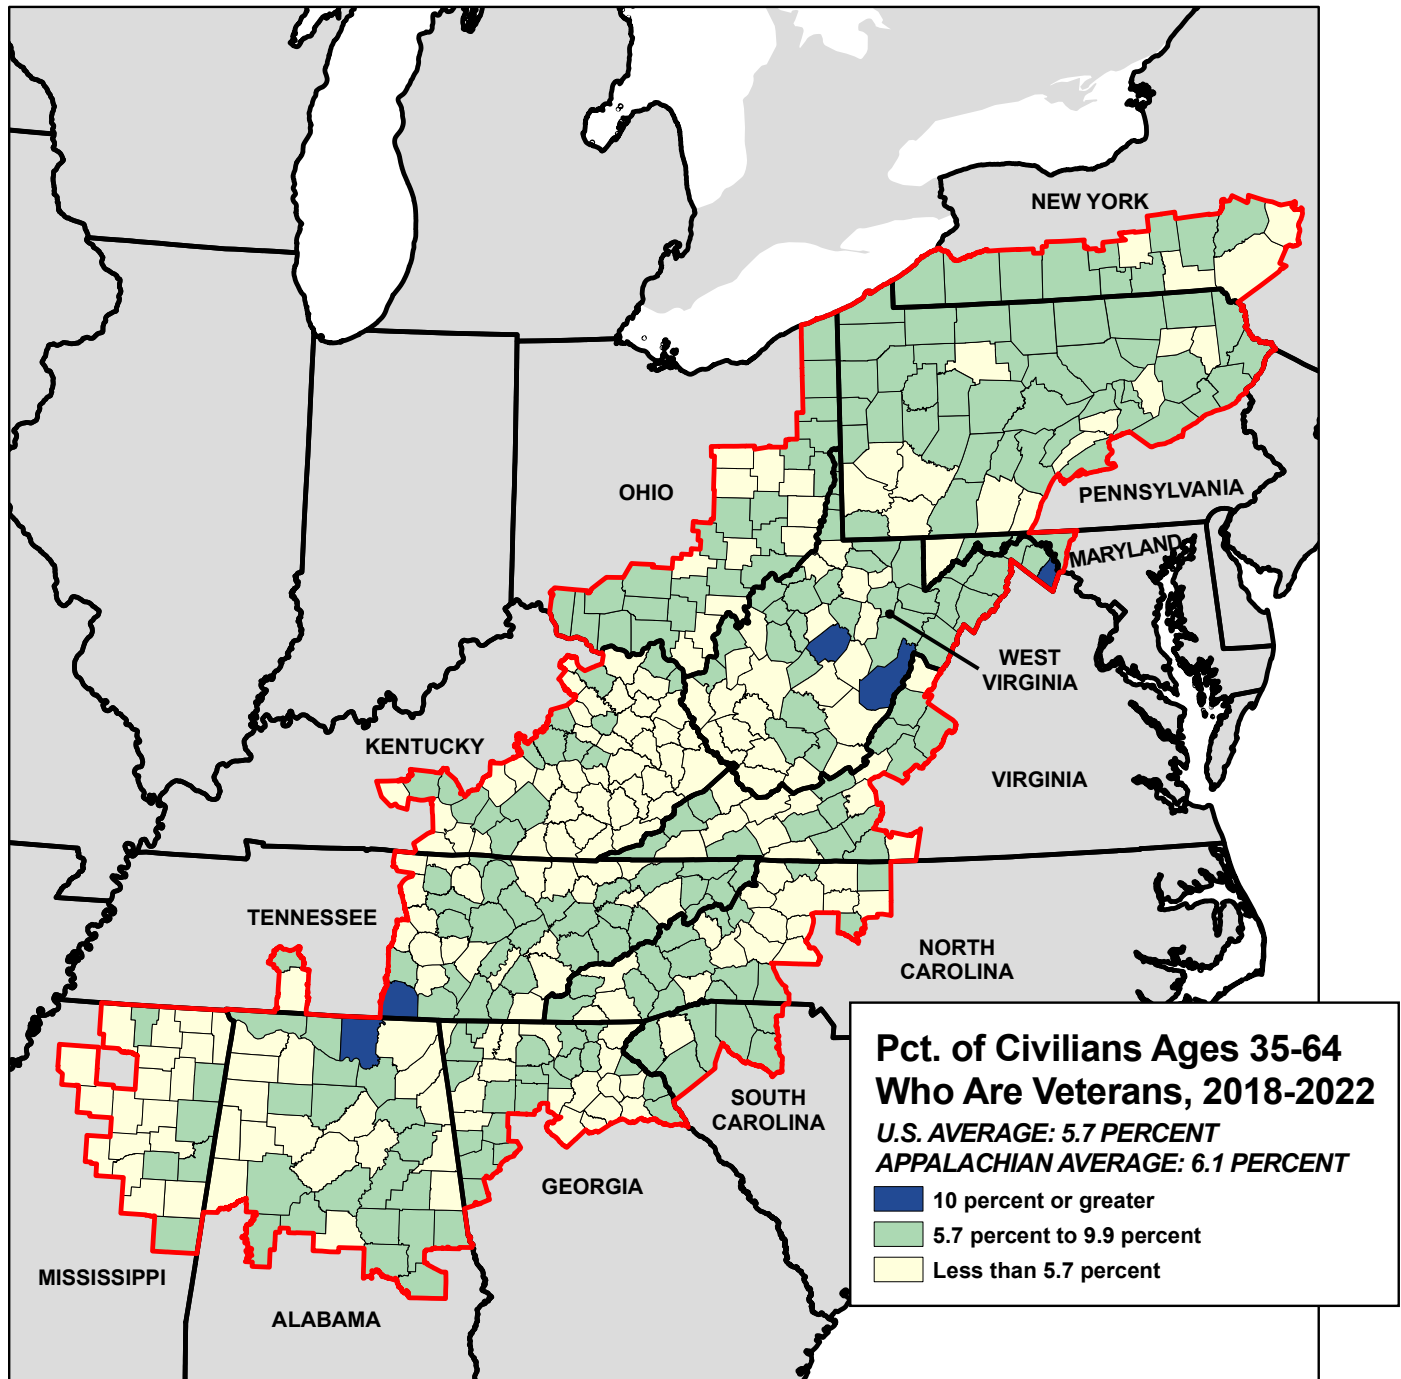 NEW YORK
OHIO
PENNSYLVANIA
MARYLAND
WEST
VIRGINIA
KENTUCKY
VIRGINIA
TENNESSEE
NORTH
CAROLINA
SOUTH
CAROLINA
GEORGIA
MISSISSIPPI
ALABAMA
Pct. of Civilians Ages 35-64
Who Are Veterans, 2018-2022
U.S. AVERAGE: 5.7 PERCENT
APPALACHIAN AVERAGE: 6.1 PERCENT
10 percent or greater
5.7 percent to 9.9 percent
Less than 5.7 percent